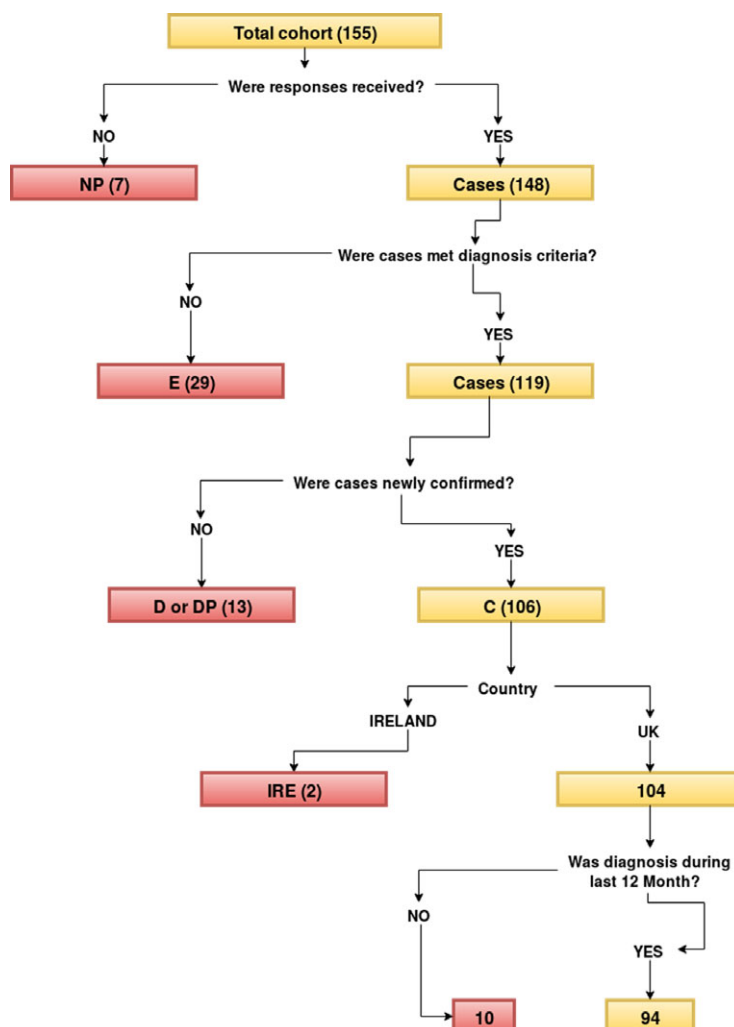 Total cohort (155)
Were responses received?
NO
YES
NP (7)
Cases (148)
Were cases met diagnosis criteria?
NO
YES
E (29)
Cases (119)
Were cases newly confirmed?
NO
YES
D or DP (13)
C (106)
Country
IRELAND
UK
IRE (2)
104
Was diagnosis during
last 12 Month?
NO
YES
10
94